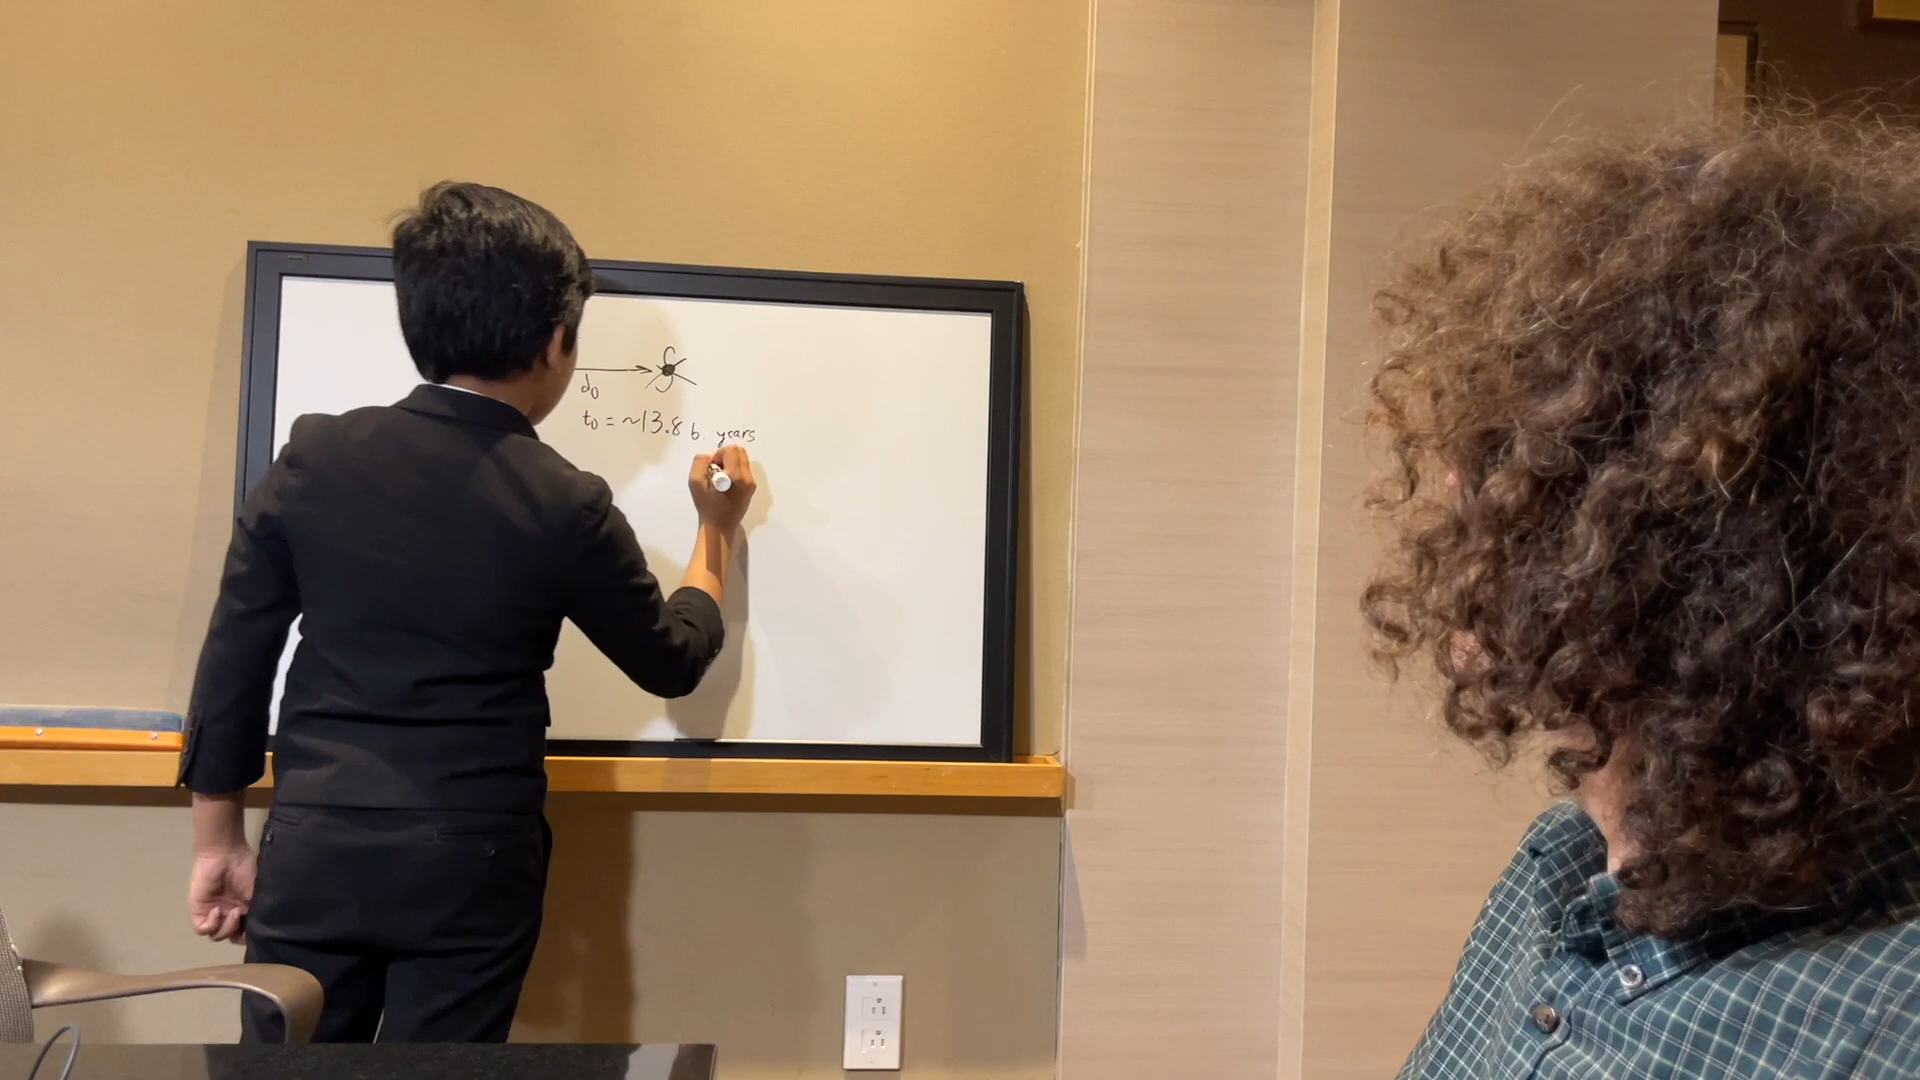 d₀
t₀ = ~13.8 b. years